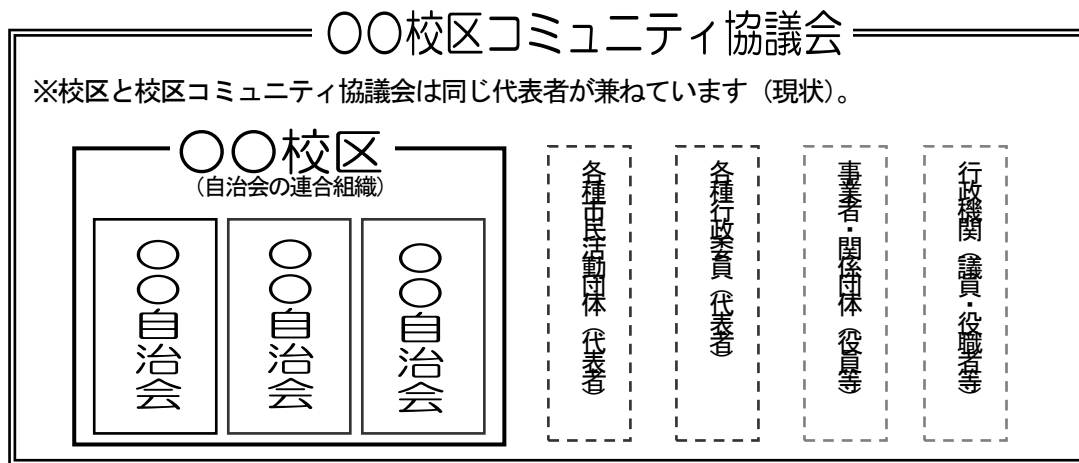 〇〇校区コミュニティ協議会
※校区と校区コミュニティ協議会は同じ代表者が兼ねています（現状）。
〇〇校区
（自治会の連合組織）
〇〇自治会
〇〇自治会
〇〇自治会
各種市民活動団体（代表者）
各種行政委員（代表者）
事業者・関係団体（役員等）
行政機関（議員・役職者等）